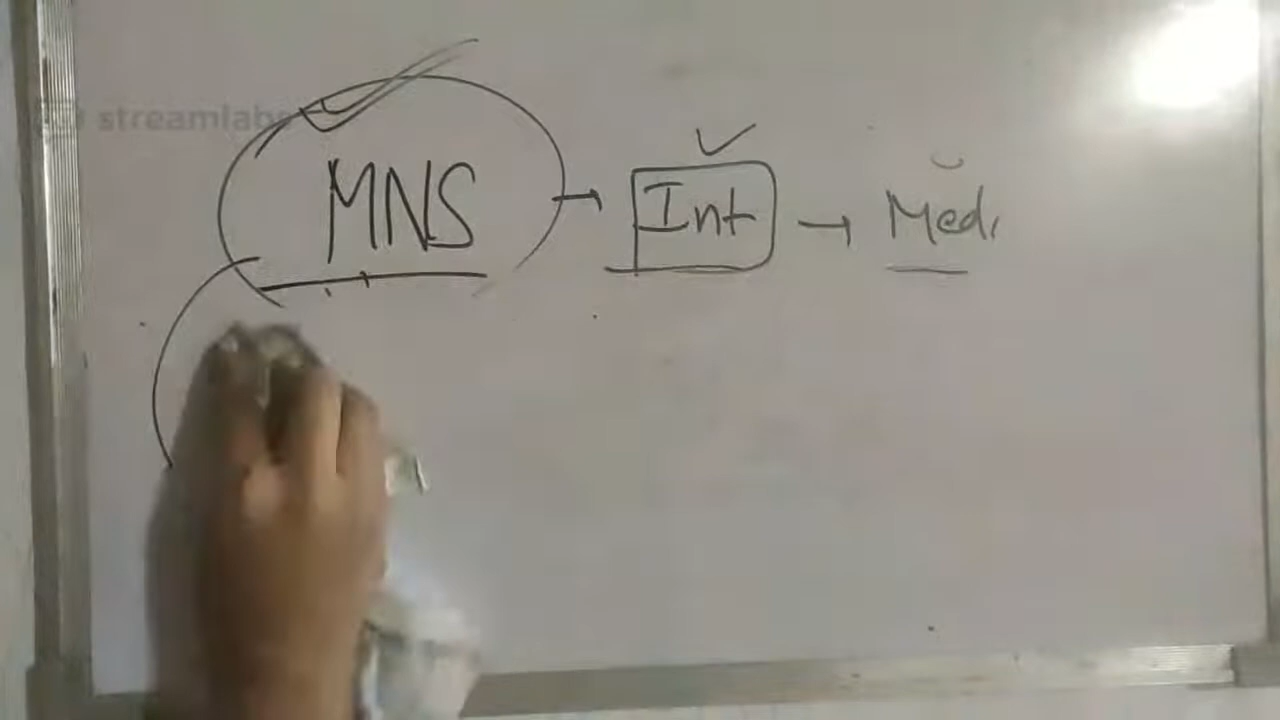 streamlabs
MNS → Int → Med.